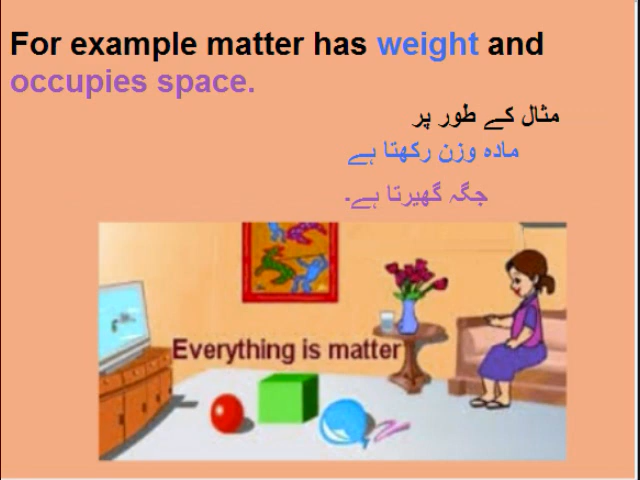 For example matter has weight and
occupies space.
مثال کے طور پر
مادہ وزن رکھتا ہے
جگہ گھیرتا ہے۔
Everything is matter